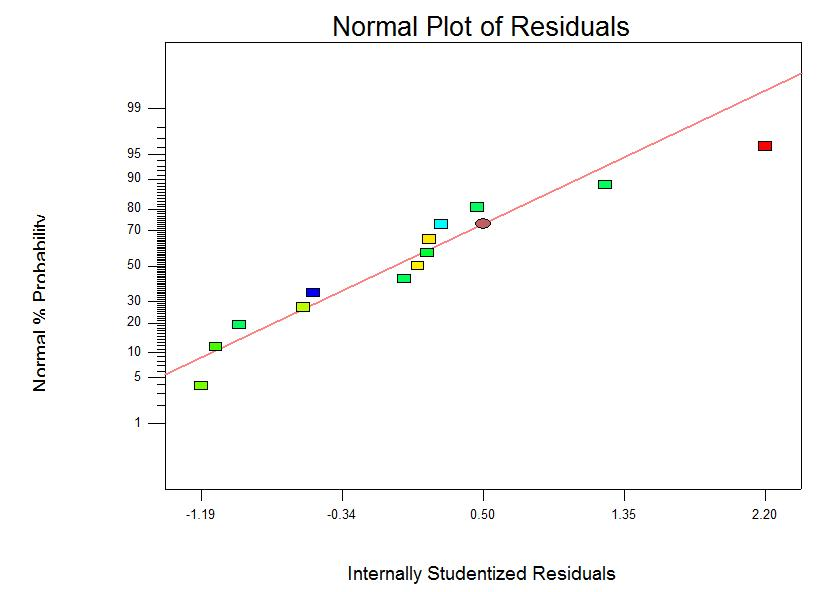 Normal Plot of Residuals
Normal % Probability
99
95
90
80
70
50
30
20
10
5
1
-1.19 -0.34 0.50 1.35 2.20
Internally Studentized Residuals